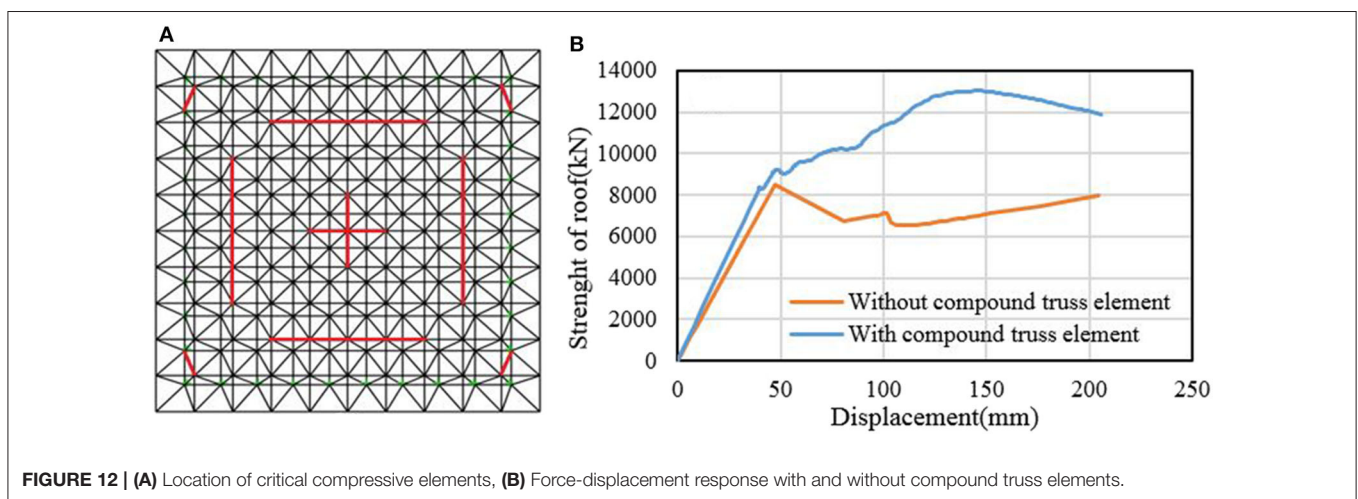 A
B
14000
12000
10000
8000
6000
4000
2000
0
Strenght of roof(kN)
Without compound truss element
With compound truss element
0 50 100 150 200 250
Displacement(mm)
FIGURE 12 | (A) Location of critical compressive elements, (B) Force-displacement response with and without compound truss elements.